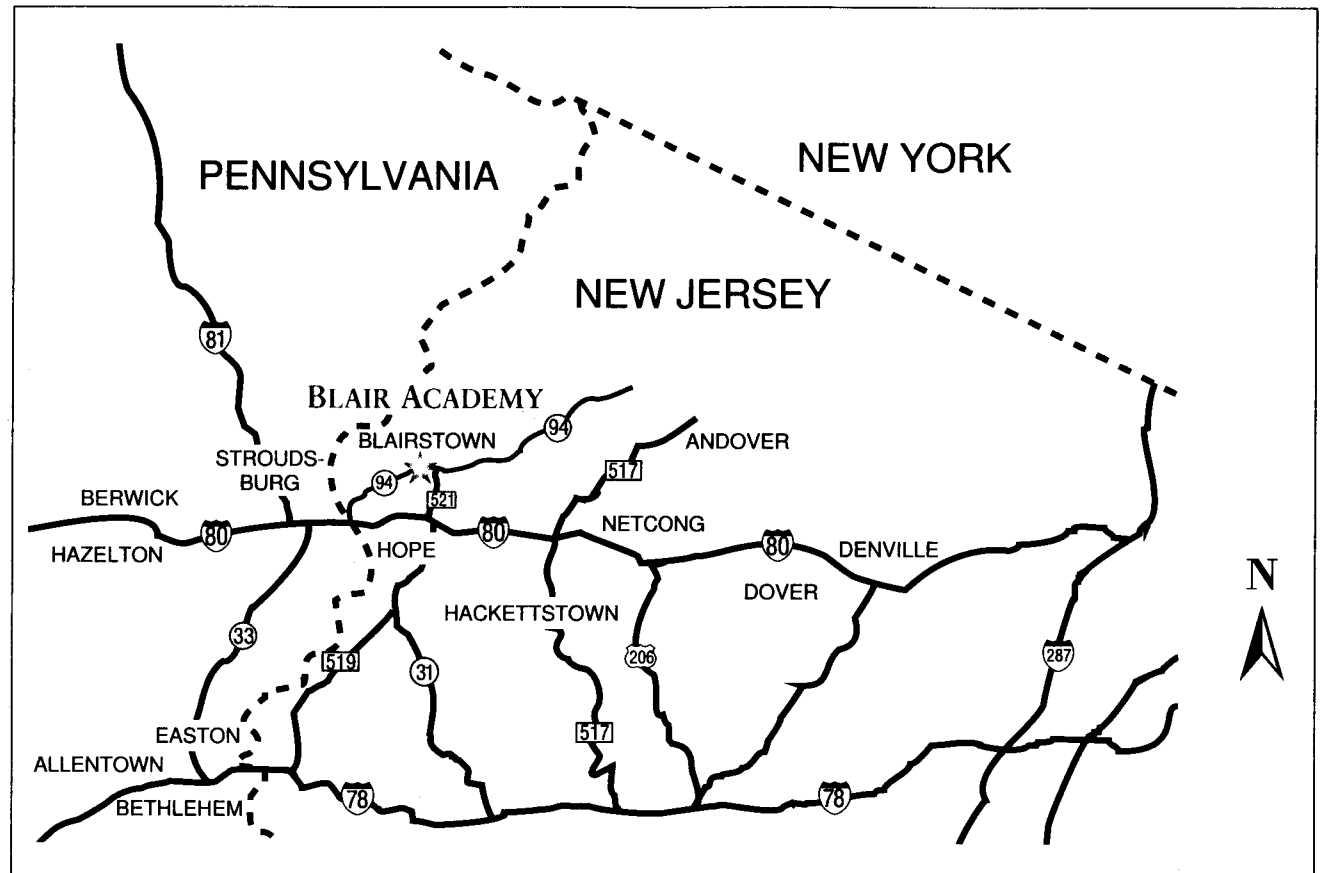 NEW YORK
PENNSYLVANIA
NEW JERSEY
81
BLAIR ACADEMY
BLAIRSTOWN
94
ANDOVER
STROUDS-
BURG
517
94
521
BERWICK
80
80
NETCONG
HAZELTON
HOPE
80
DENVILLE
N
DOVER
HACKETTSTOWN
33
519
31
206
287
EASTON
517
ALLENTOWN
BETHLEHEM
78
78